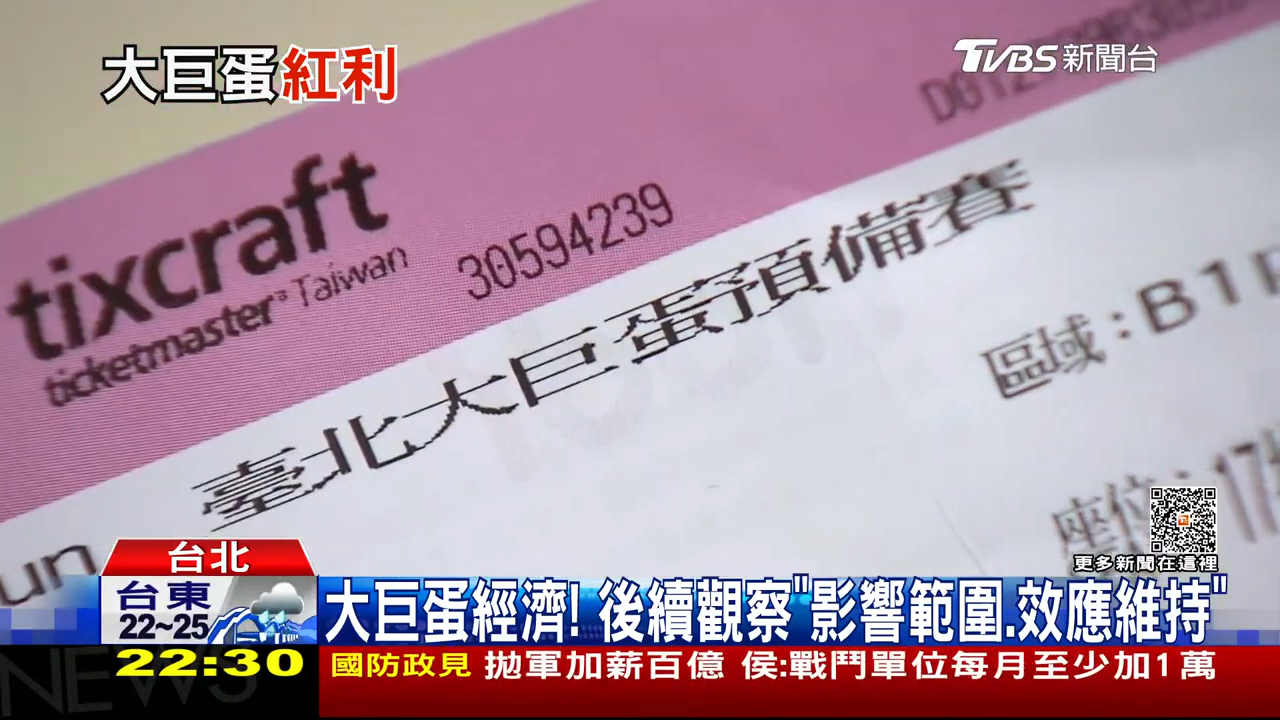 大巨蛋紅利
TVBS新聞台
tixcraft
ticketmaster® Taiwan
30594239
臺北大巨蛋預備賽
區域：B1
座位：17
更多新聞在這裡
台北
台東
22~25
大巨蛋經濟! 後續觀察"影響範圍.效應維持"
22:30
國防政見 拋軍加薪百億 侯:戰鬥單位每月至少加1萬
NEWS